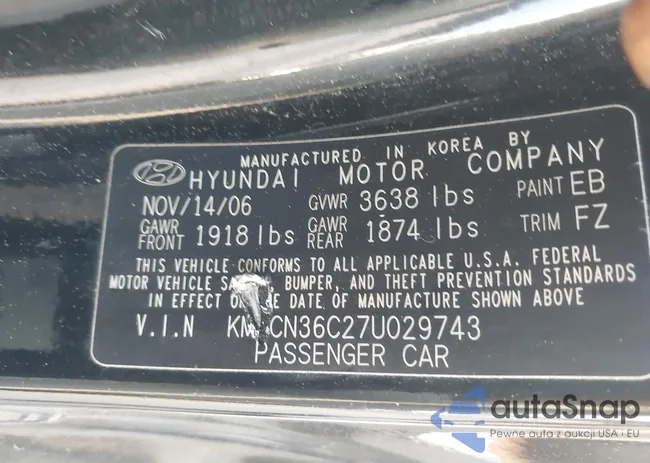 MANUFACTURED IN KOREA BY
HYUNDAI MOTOR COMPANY
NOV/14/06 GVWR 3638 lbs PAINT EB
GAWR FRONT 1918 lbs GAWR REAR 1874 lbs TRIM FZ
THIS VEHICLE CONFORMS TO ALL APPLICABLE U.S.A. FEDERAL
MOTOR VEHICLE BUMPER, AND THEFT PREVENTION STANDARDS
IN EFFECT THE DATE OF MANUFACTURE SHOWN ABOVE
V.I.N
PASSENGER CAR
autaSnap
Pewne auta z aukcji USA i EU